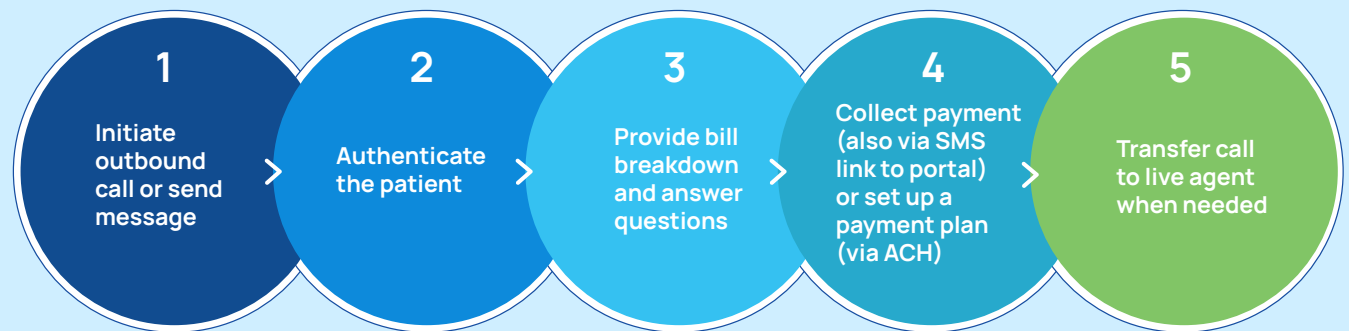 1
Initiate
outbound
call or send
message
2
Authenticate
the patient
3
Provide bill
breakdown
and answer
questions
4
Collect payment
(also via SMS
link to portal)
or set up a
payment plan
(via ACH)
5
Transfer call
to live agent
when needed